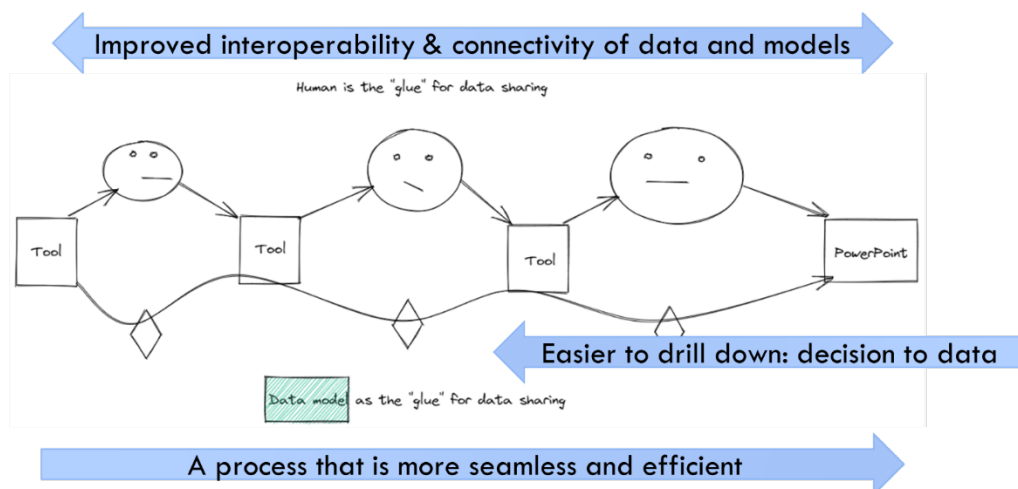 Improved interoperability & connectivity of data and models
Human is the "glue" for data sharing
Tool
Tool
Tool
PowerPoint
Easier to drill down: decision to data
Data model as the "glue" for data sharing
A process that is more seamless and efficient